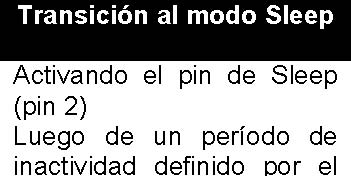 Transición al modo Sleep
Activando el pin de Sleep
(pin 2)
Luego de un período de
inactividad definido por el